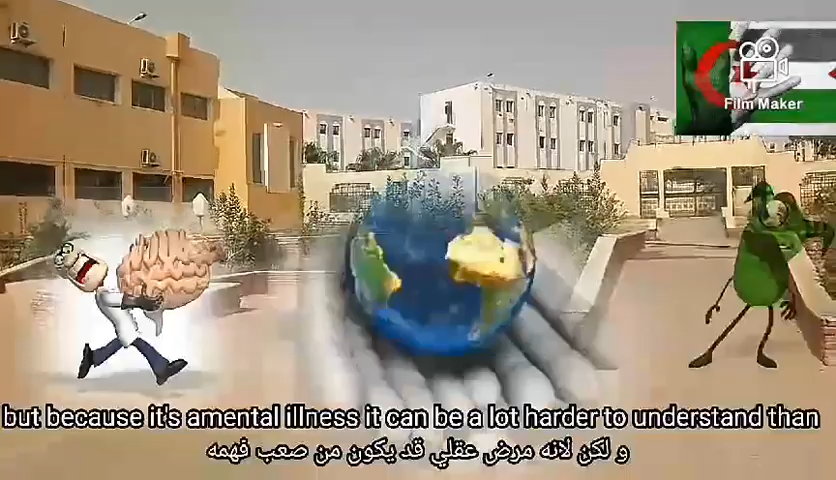 Film Maker
but because it's amental illness it can be a lot harder to understand than
و لكن لانه مرض عقلي قد يكون من صعب فهمه